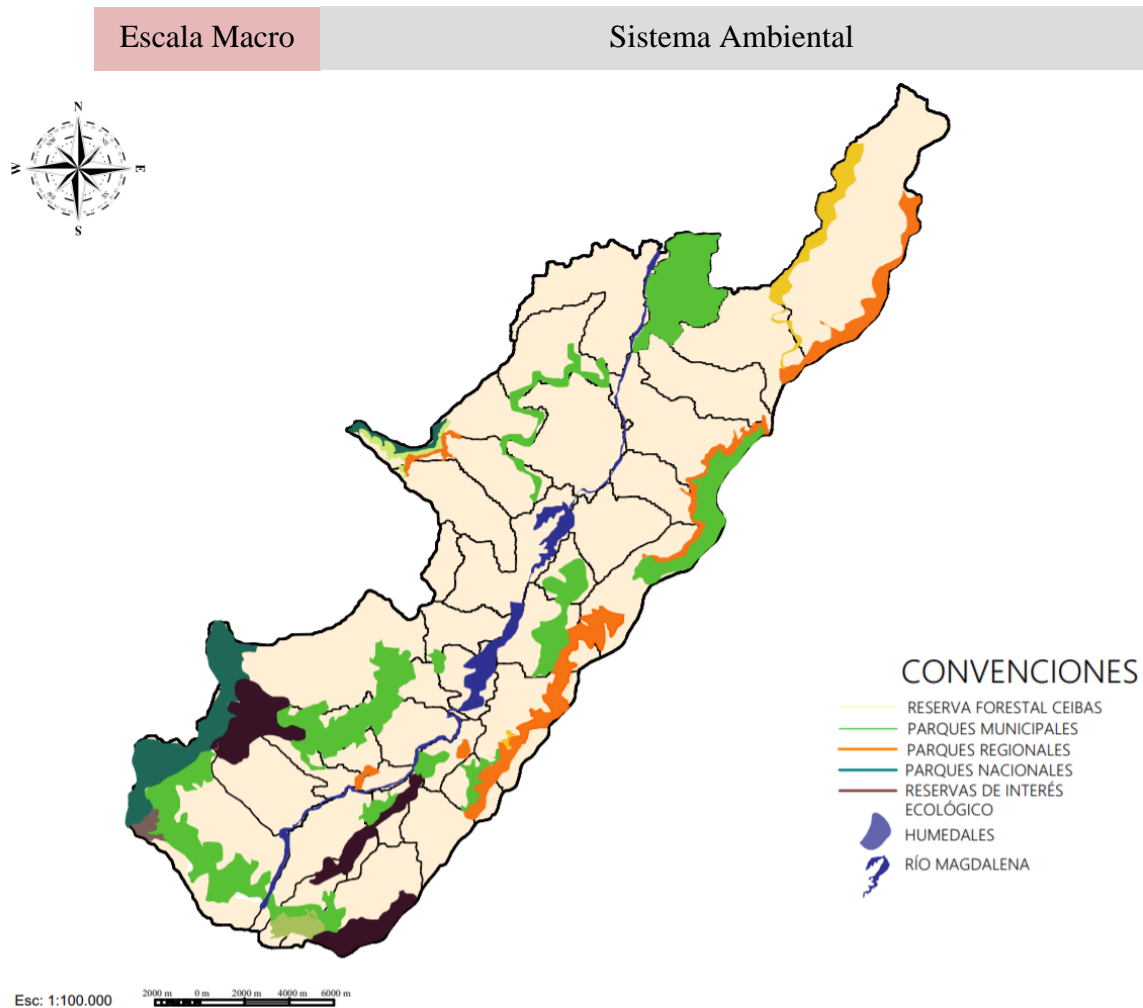 Escala Macro
Sistema Ambiental
N
W
E
S
CONVENCIONES
RESERVA FORESTAL CEIBAS
PARQUES MUNICIPALES
PARQUES REGIONALES
PARQUES NACIONALES
RESERVAS DE INTERÉS
ECOLÓGICO
HUMEDALES
RÍO MAGDALENA
Esc: 1:100.000
2000 m 0 m 2000 m 4000 m 6000 m